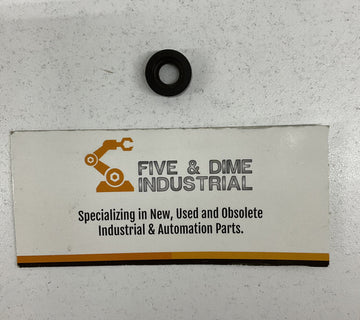 FIVE & DIME
INDUSTRIAL
Specializing in New, Used and Obsolete
Industrial & Automation Parts.